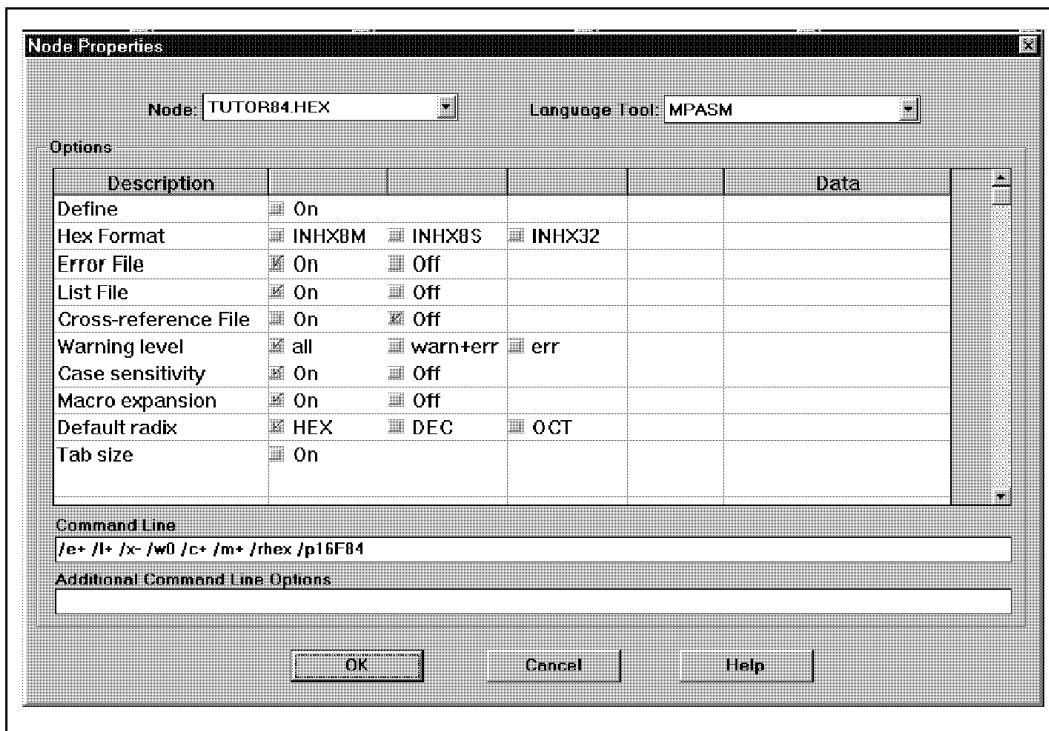 Node Properties
Node: TUTOR84.HEX Language Tool: MPASM
Options
Description Data
Define On
Hex Format INHX8M INHX8S INHX32
Error File On Off
List File On Off
Cross-reference File On Off
Warning level all warn+err err
Case sensitivity On Off
Macro expansion On Off
Default radix HEX DEC OCT
Tab size On
Command Line
/e+ /l+ /x- /w0 /c+ /m+ /rhex /p16F84
Additional Command Line Options
OK Cancel Help